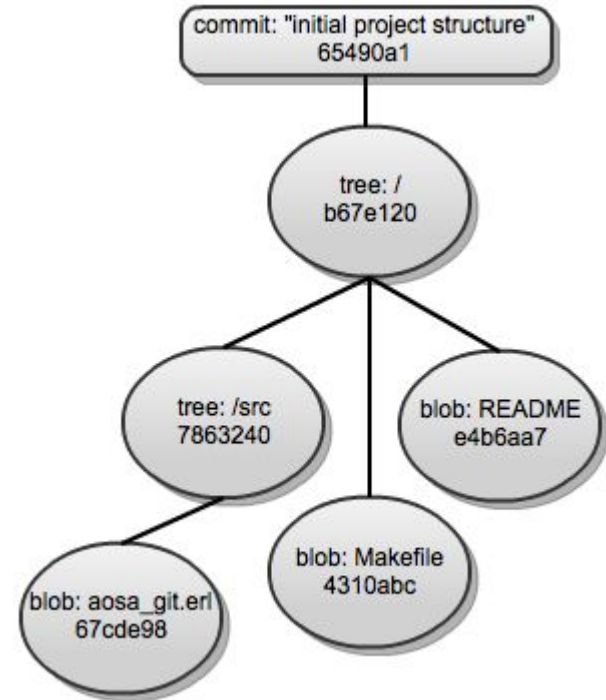 commit: "initial project structure"
65490a1
tree: /
b67e120
tree: /src
7863240
blob: README
e4b6aa7
blob: Makefile
4310abc
blob: aosa_git.erl
67cde98